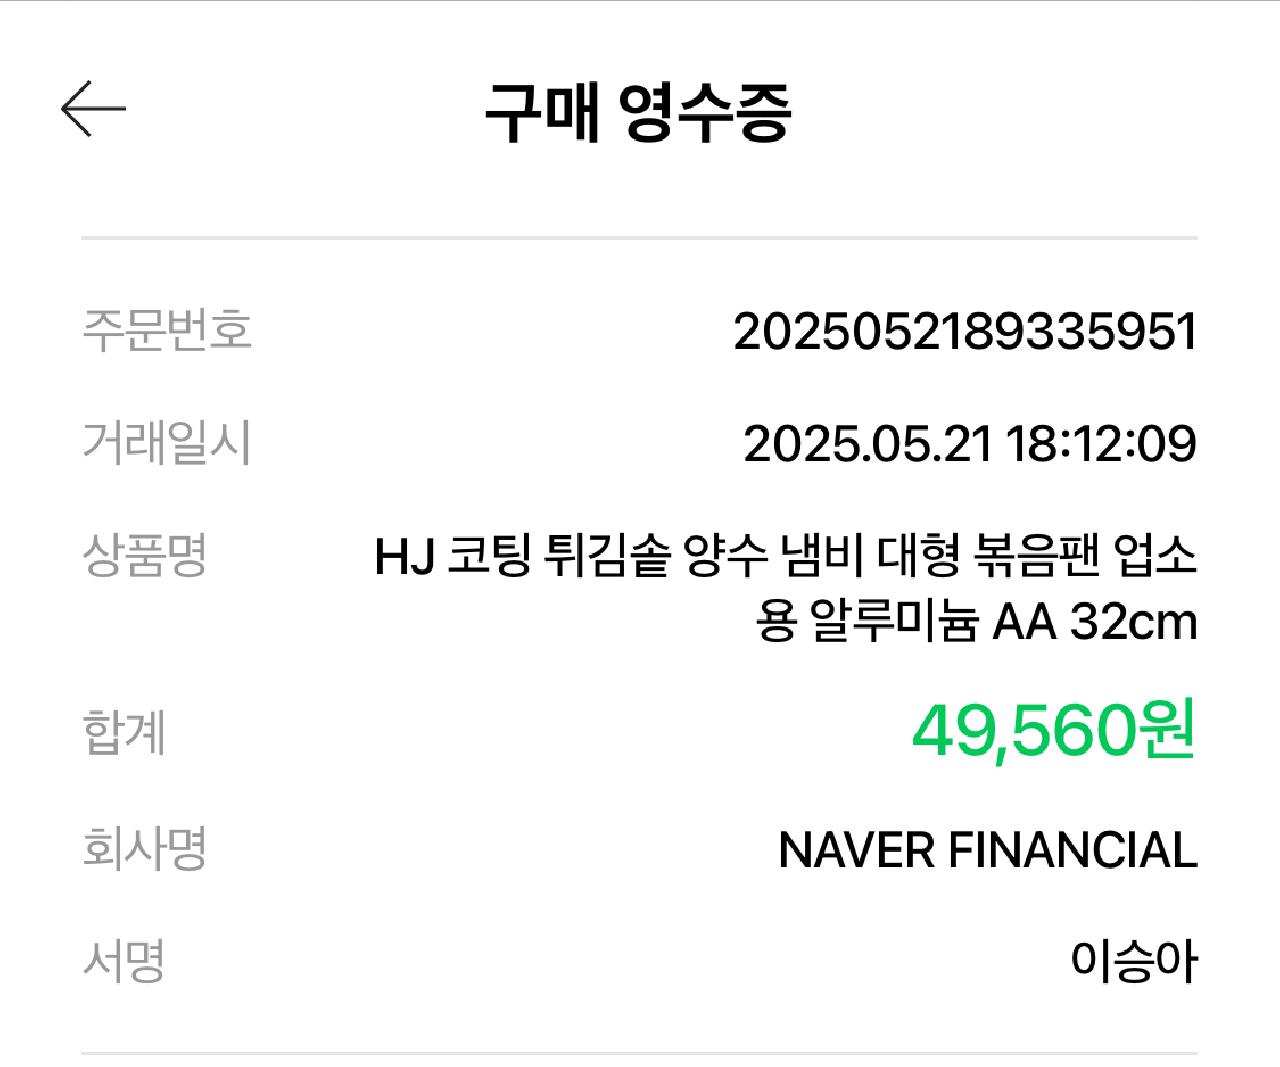 구매 영수증
주문번호 2025052189335951
거래일시 2025.05.21 18:12:09
상품명 HJ 코팅 튀김솥 양수 냄비 대형 볶음팬 업소
용 알루미늄 AA 32cm
합계 49,560원
회사명 NAVER FINANCIAL
서명 이승아